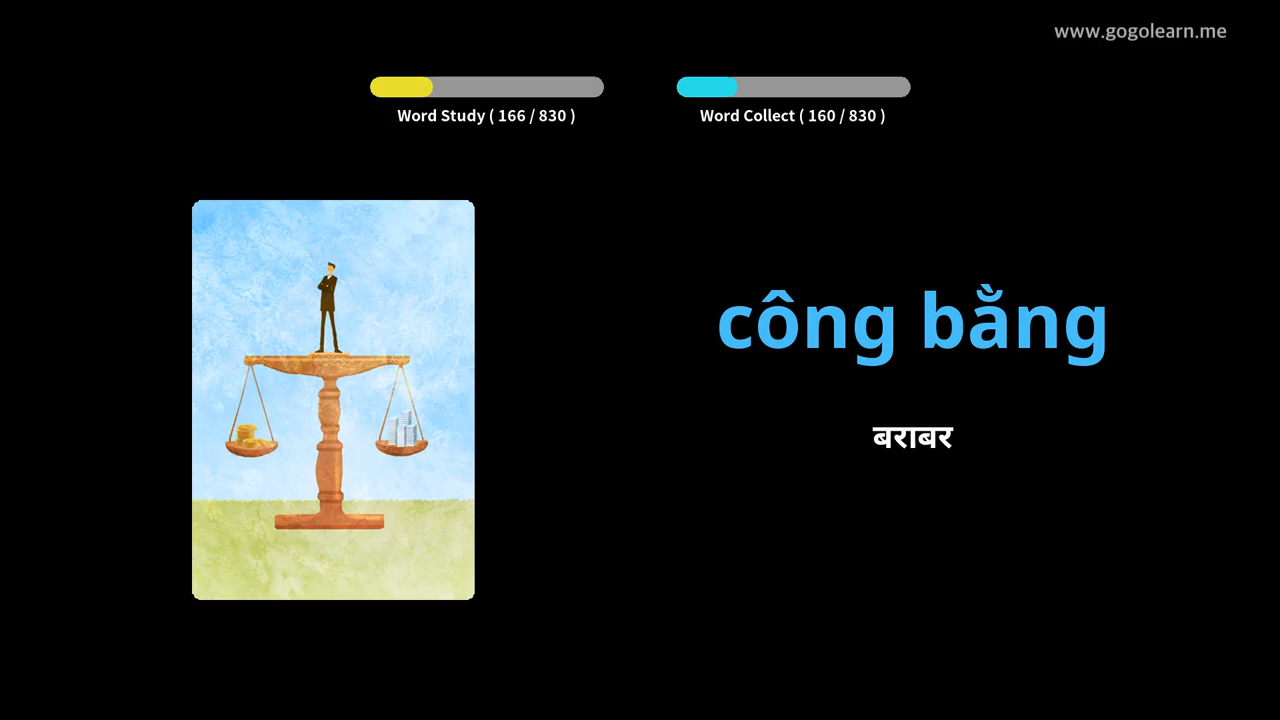 www.gogolearn.me
Word Study ( 166 / 830 )
Word Collect ( 160 / 830 )
công bằng
बराबर